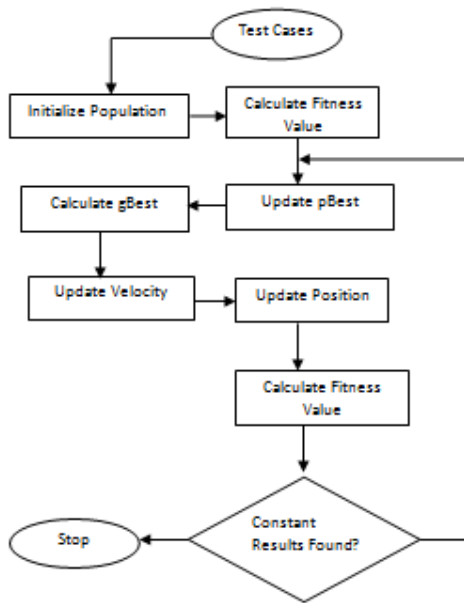 Test Cases
Initialize Population
Calculate Fitness
Value
Calculate gBest
Update pBest
Update Velocity
Update Position
Calculate Fitness
Value
Constant
Results Found?
Stop